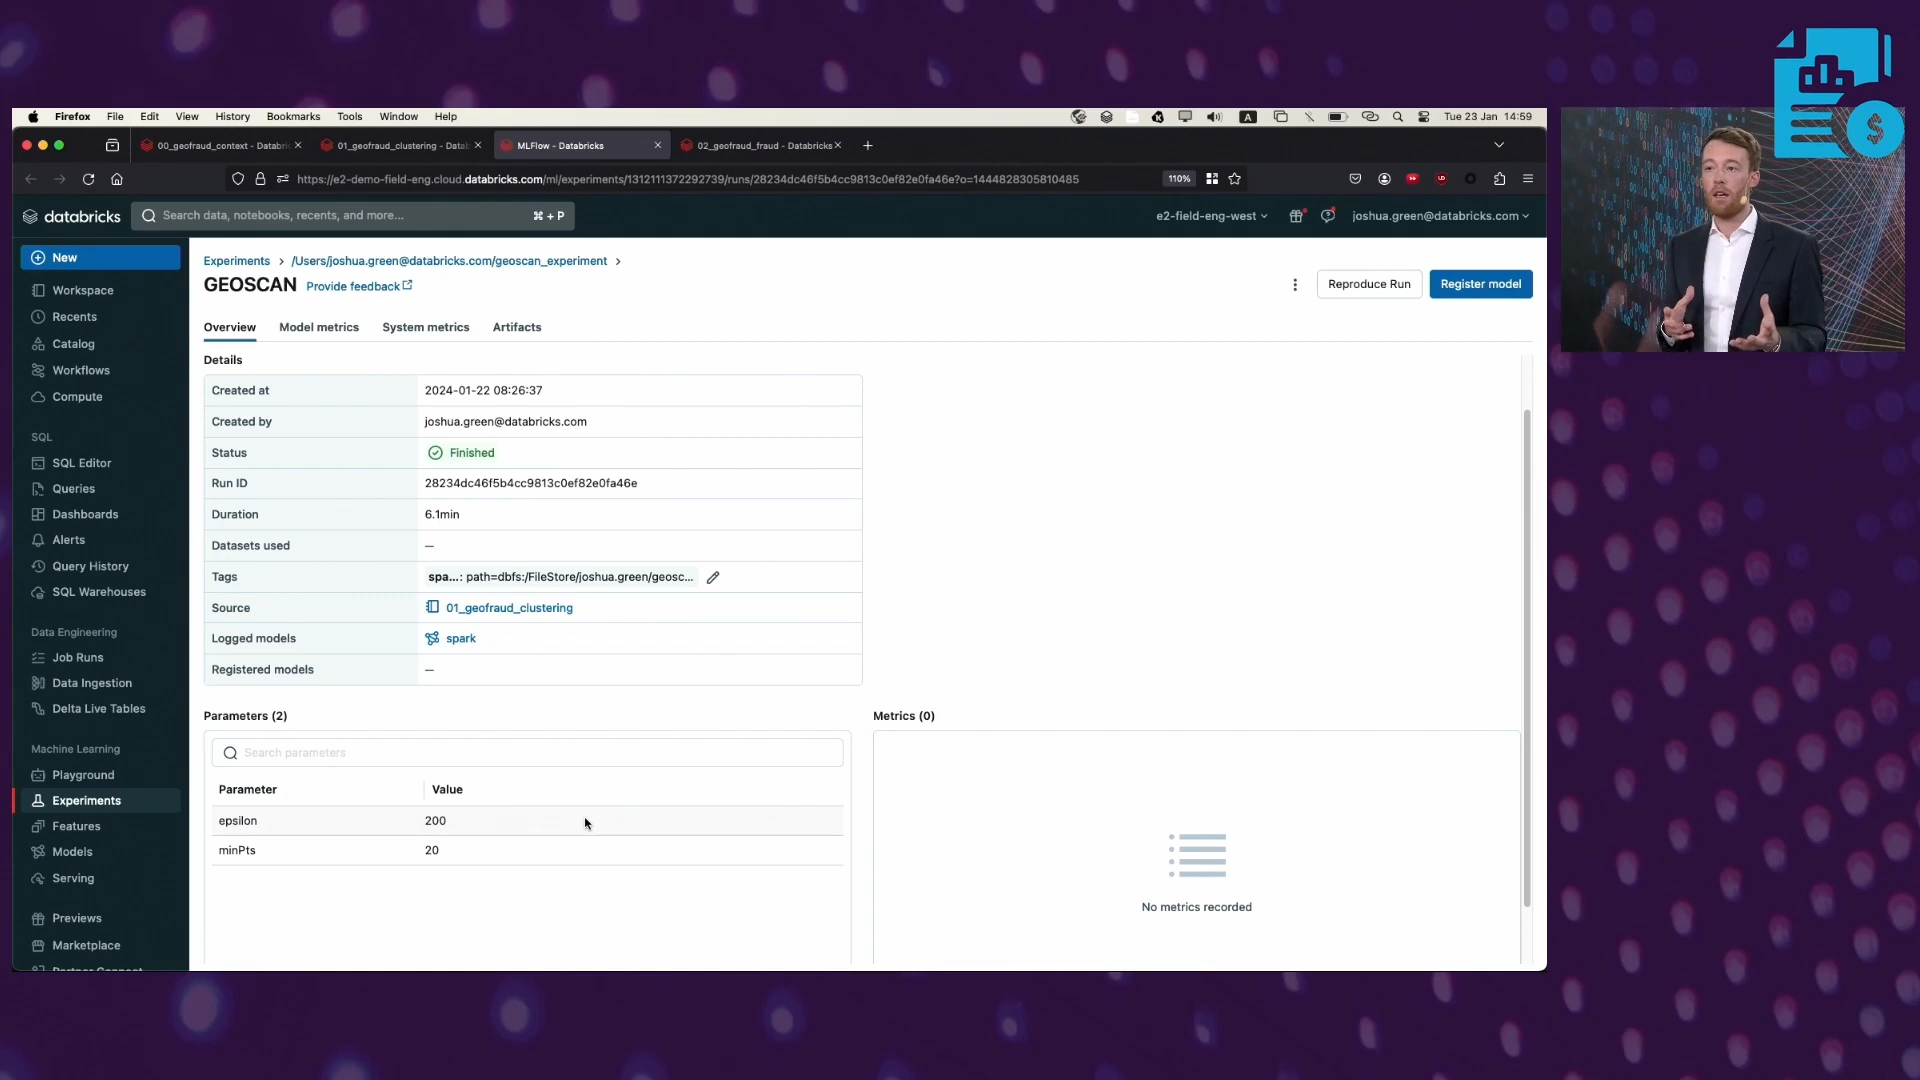 Firefox File Edit View History Bookmarks Tools Window Help
A
Tue 23 Jan 14:59
00_geofraud_context - Databric
01_geofraud_clustering - Datab
MLFlow - Databricks
02_geofraud_fraud - Databricks
https://e2-demo-field-eng.cloud.databricks.com/ml/experiments/1312111372292739/runs/28234dc46f5b4cc9813c0ef82e0fa46e?o=1444828305810485
110%
databricks
Search data, notebooks, recents, and more...
⌘ + P
e2-field-eng-west
joshua.green@databricks.com
New
Workspace
Recents
Catalog
Workflows
Compute
SQL
SQL Editor
Queries
Dashboards
Alerts
Query History
SQL Warehouses
Data Engineering
Job Runs
Data Ingestion
Delta Live Tables
Machine Learning
Playground
Experiments
Features
Models
Serving
Previews
Marketplace
Partner Connect
Experiments > /Users/joshua.green@databricks.com/geoscan_experiment >
GEOSCAN
Provide feedback
Reproduce Run
Register model
Overview
Model metrics
System metrics
Artifacts
Details
Created at 2024-01-22 08:26:37
Created by joshua.green@databricks.com
Status Finished
Run ID 28234dc46f5b4cc9813c0ef82e0fa46e
Duration 6.1min
Datasets used —
Tags spa...: path=dbfs:/FileStore/joshua.green/geosc...
Source 01_geofraud_clustering
Logged models spark
Registered models —
Parameters (2)
Search parameters
Parameter Value
epsilon 200
minPts 20
Metrics (0)
No metrics recorded
$